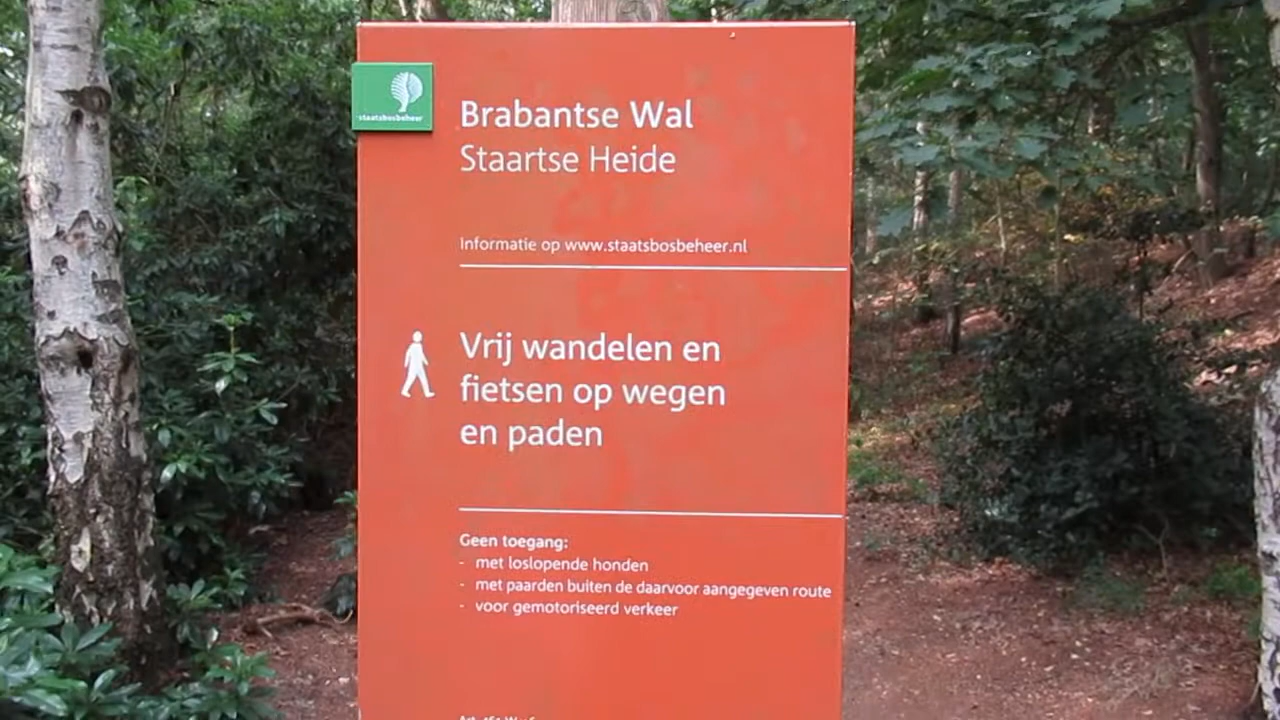 staatsbosbeheer
Brabantse Wal
Staartse Heide
Informatie op www.staatsbosbeheer.nl
Vrij wandelen en
fietsen op wegen
en paden
Geen toegang:
- met loslopende honden
- met paarden buiten de daarvoor aangegeven route
- voor gemotoriseerd verkeer